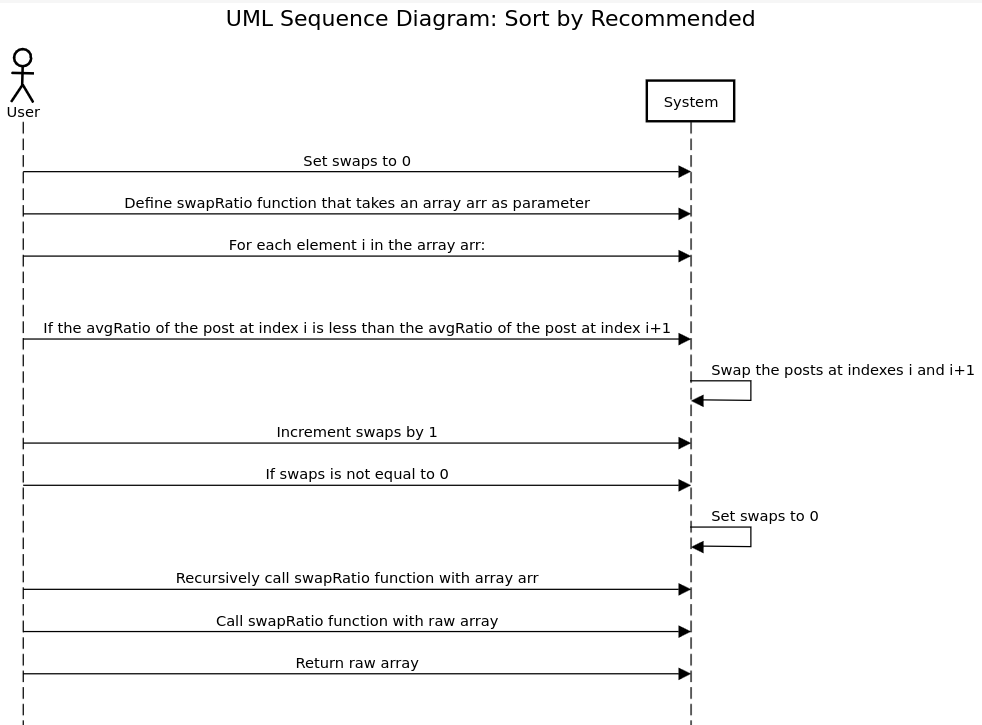 UML Sequence Diagram: Sort by Recommended
User
System
Set swaps to 0
Define swapRatio function that takes an array arr as parameter
For each element i in the array arr:
If the avgRatio of the post at index i is less than the avgRatio of the post at index i+1
Swap the posts at indexes i and i+1
Increment swaps by 1
If swaps is not equal to 0
Set swaps to 0
Recursively call swapRatio function with array arr
Call swapRatio function with raw array
Return raw array